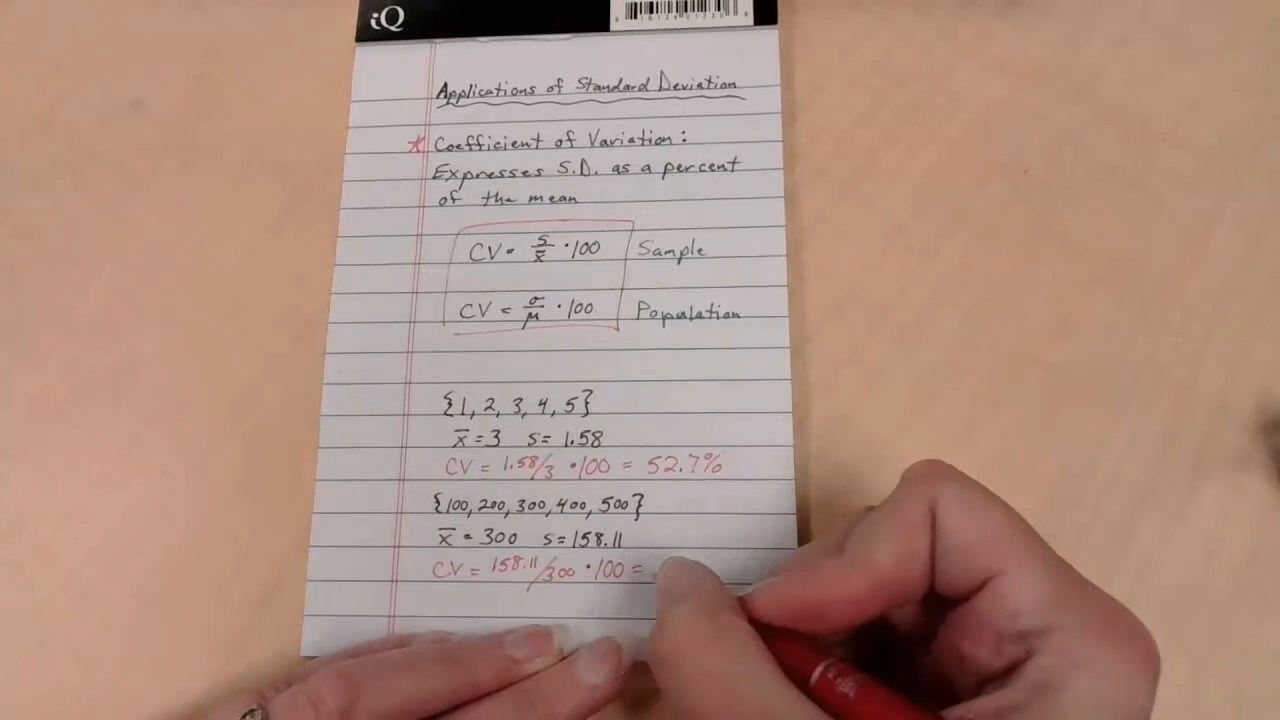 iQ
Applications of Standard Deviation
* Coefficient of Variation:
Expresses S.D. as a percent
of the mean
CV = s/x̄ · 100 Sample
CV = σ/μ · 100 Population
{1, 2, 3, 4, 5}
x̄ = 3 s = 1.58
CV = 1.58/3 · 100 = 52.7%
{100, 200, 300, 400, 500}
x̄ = 300 s = 158.11
CV = 158.11/300 · 100 =